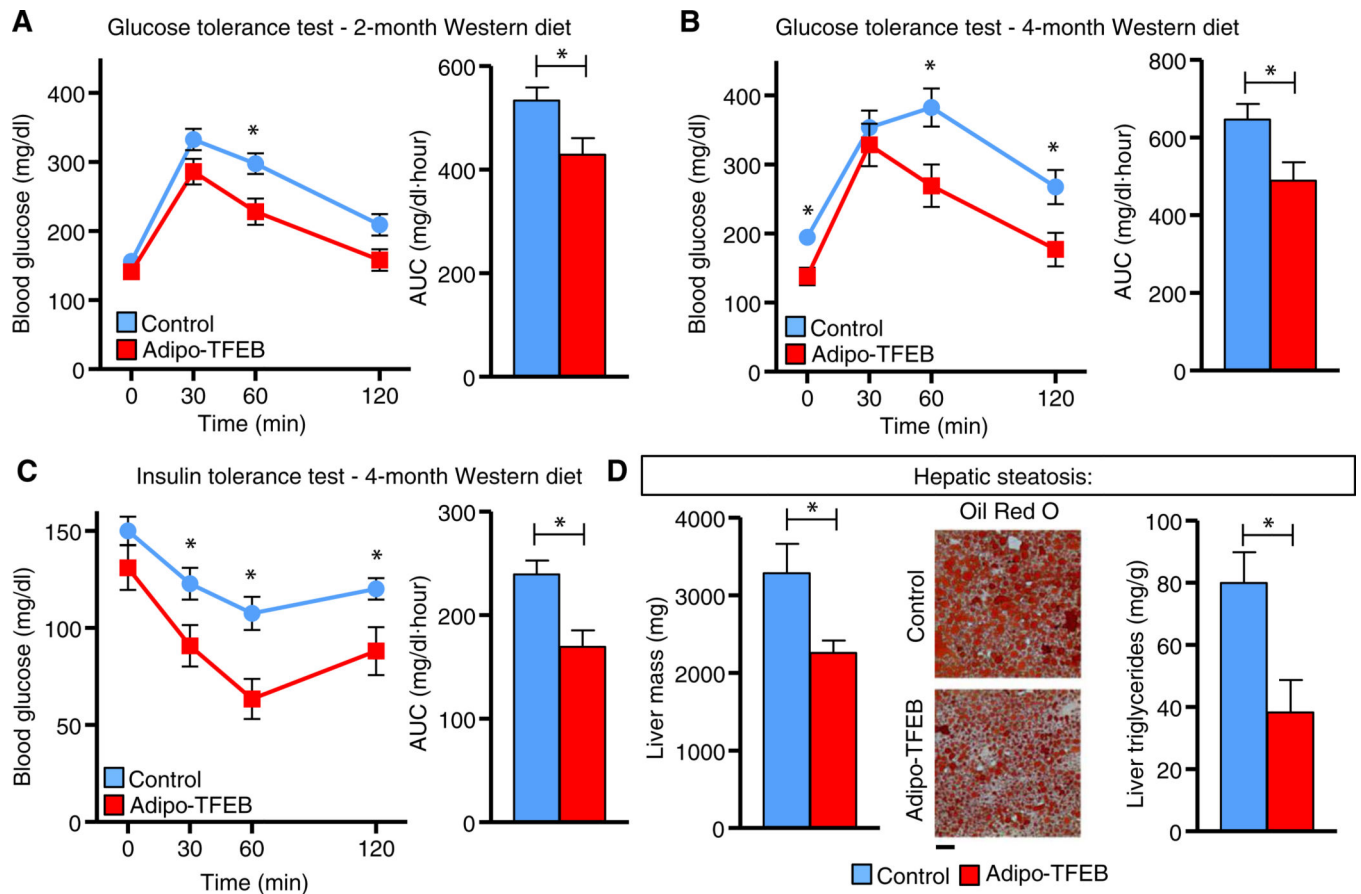 A
Glucose tolerance test - 2-month Western diet
Blood glucose (mg/dl)
400
300
200
100
0
*
Control
Adipo-TFEB
0 30 60 120
Time (min)
AUC (mg/dl·hour)
600
400
200
0
*
B
Glucose tolerance test - 4-month Western diet
Blood glucose (mg/dl)
400
300
200
100
0
* * *
Control
Adipo-TFEB
0 30 60 120
Time (min)
AUC (mg/dl·hour)
800
600
400
200
0
*
C
Insulin tolerance test - 4-month Western diet
Blood glucose (mg/dl)
150
100
50
0
* * *
Control
Adipo-TFEB
0 30 60 120
Time (min)
AUC (mg/dl·hour)
300
200
100
0
*
D
Hepatic steatosis:
Liver mass (mg)
4000
3000
2000
1000
0
*
Oil Red O
Control
Adipo-TFEB
Liver triglycerides (mg/g)
100
80
60
40
20
0
*
Control Adipo-TFEB